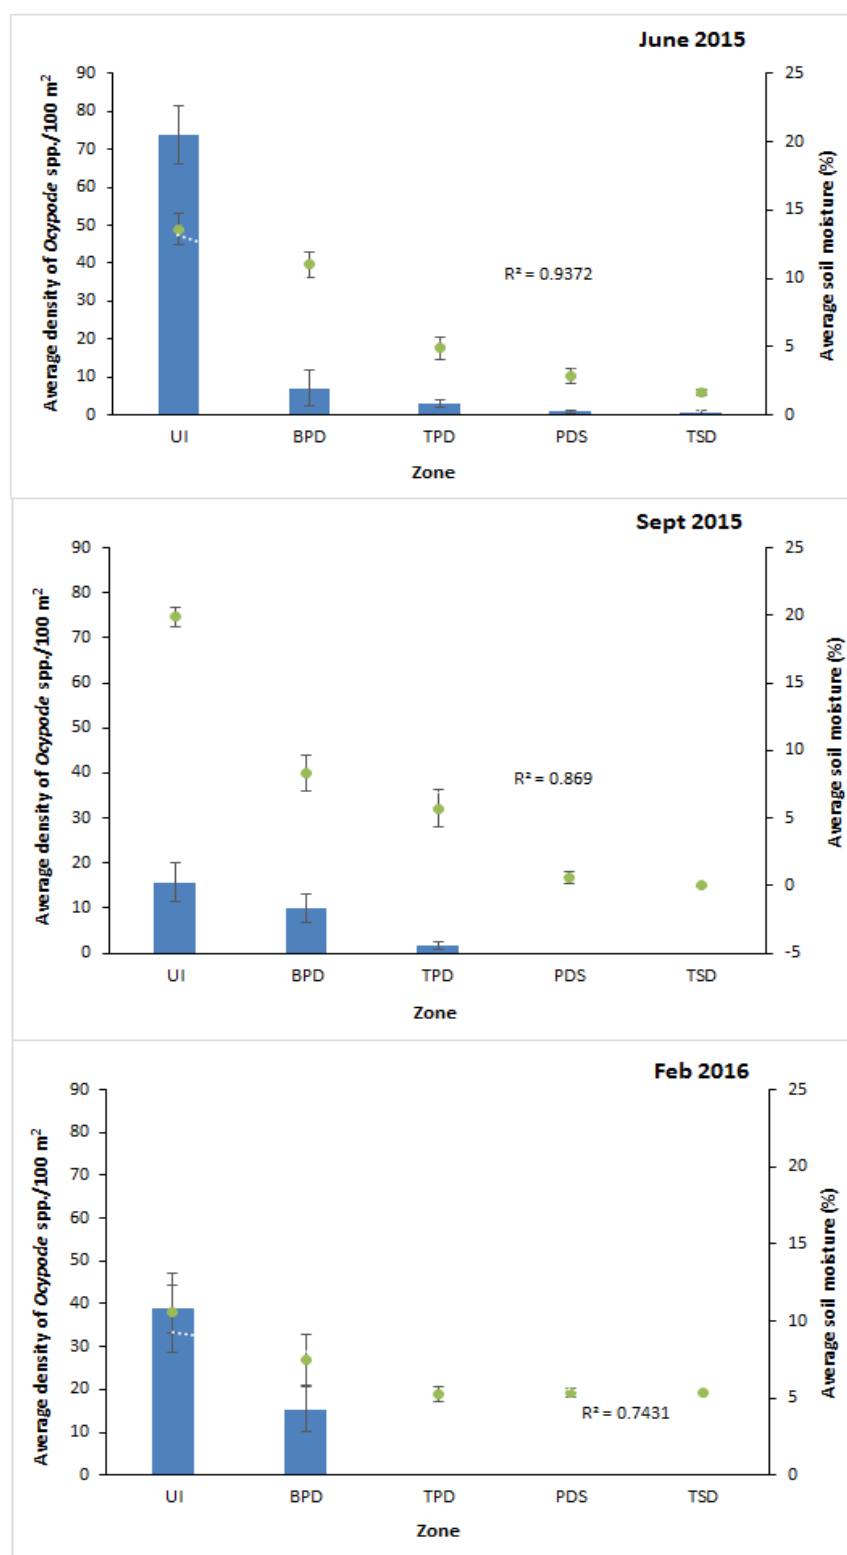 June 2015
Average density of Ocypode spp./100 m²
90
80
70
60
50
40
30
20
10
0
25
20
15
10
5
0
Average soil moisture (%)
R² = 0.9372
UI BPD TPD PDS TSD
Zone
Sept 2015
Average density of Ocypode spp./100 m²
90
80
70
60
50
40
30
20
10
0
25
20
15
10
5
0
-5
Average soil moisture (%)
R² = 0.869
UI BPD TPD PDS TSD
Zone
Feb 2016
Average density of Ocypode spp./100 m²
90
80
70
60
50
40
30
20
10
0
25
20
15
10
5
0
Average soil moisture (%)
R² = 0.7431
UI BPD TPD PDS TSD
Zone